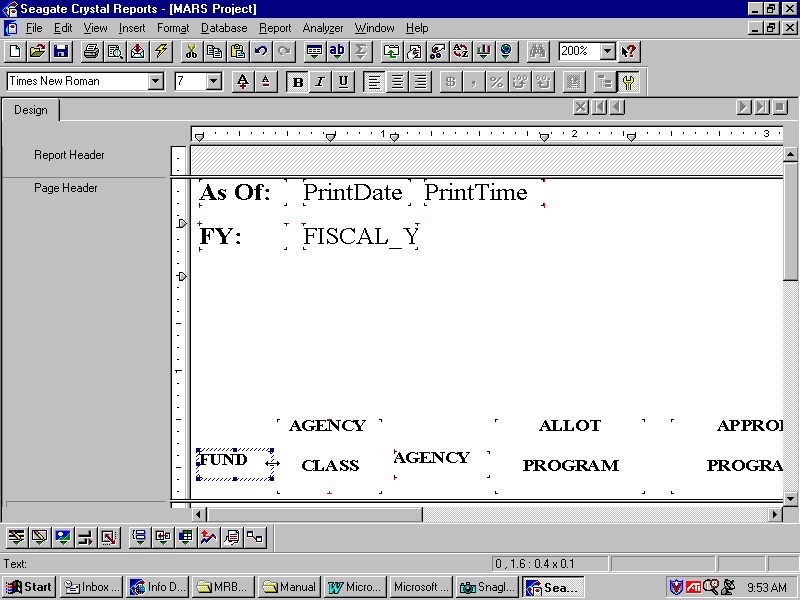 Seagate Crystal Reports - [MARS Project]
File Edit View Insert Format Database Report Analyzer Window Help
200%
Times New Roman 7 A A B I U $ , %
Design
1 2 3
Report Header
Page Header
As Of: PrintDate PrintTime
FY: FISCAL_Y
1
AGENCY ALLOT APPROI
FUND CLASS AGENCY PROGRAM PROGRA
Text: 0 , 1.6 : 0.4 x 0.1
Start Inbox ... Info D... MRB... Manual Micro... Microsoft ... Snagl... Sea... 9:53 AM